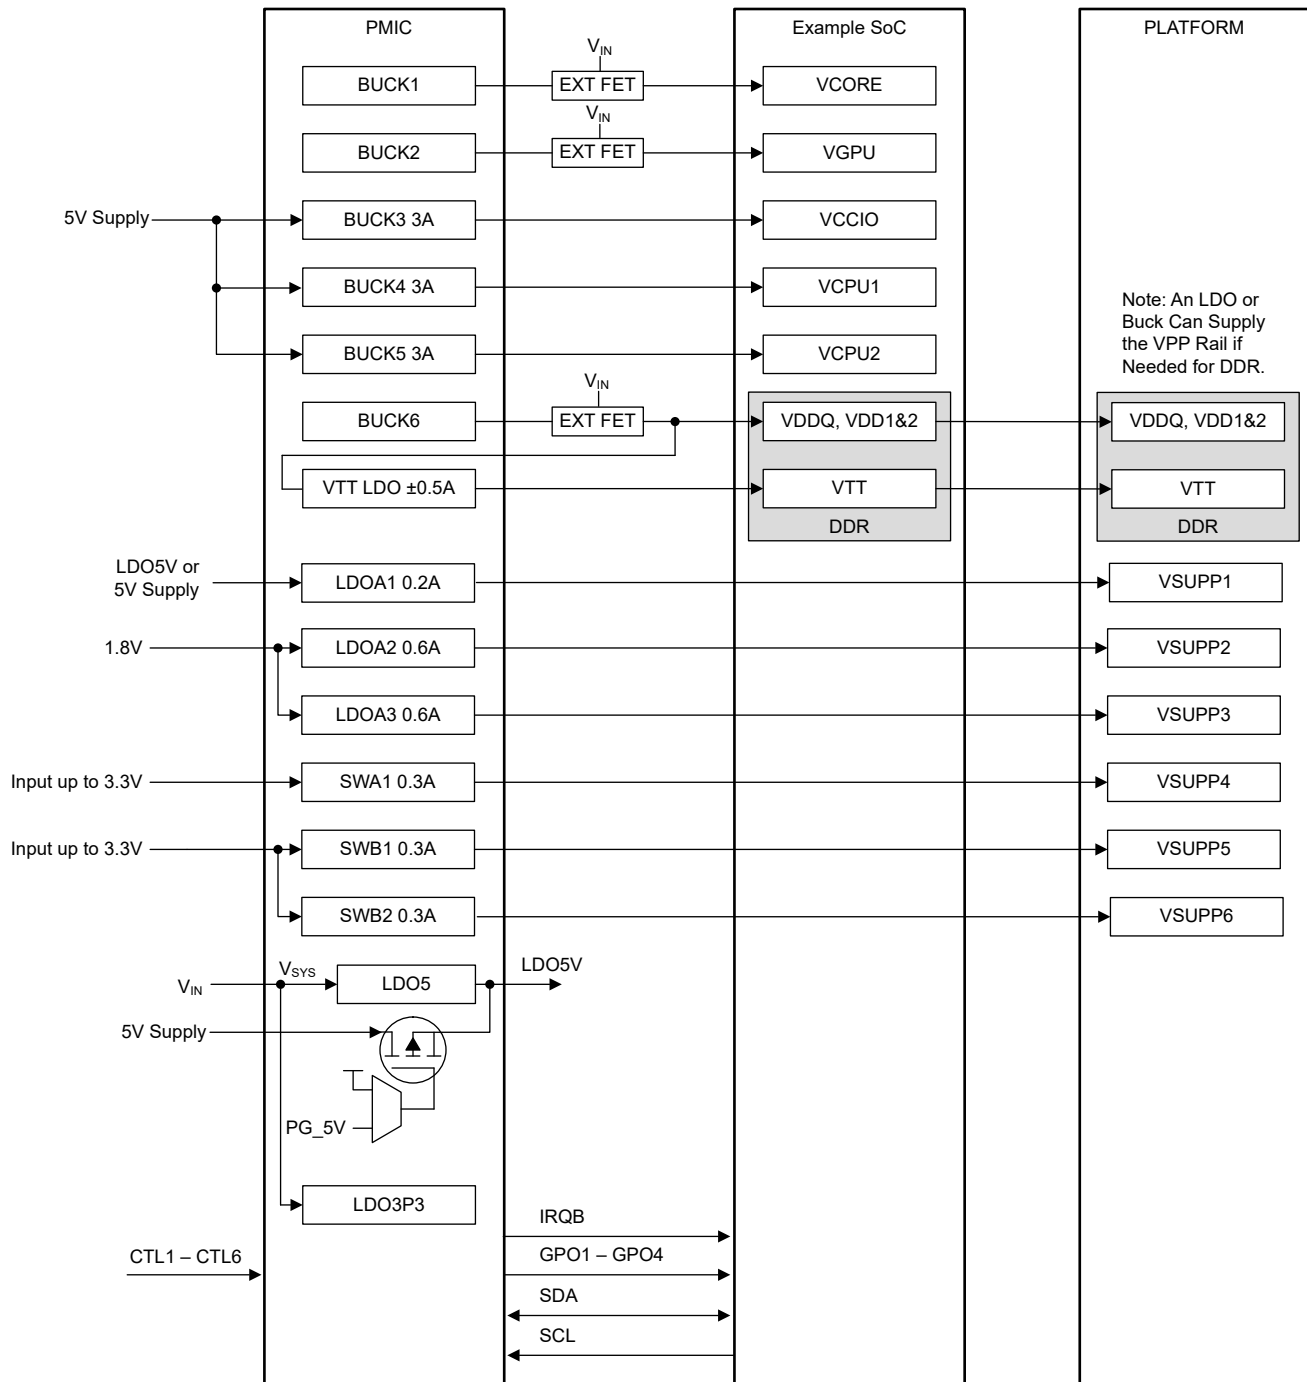 PMIC
Example SoC
PLATFORM
BUCK1
VIN
EXT FET
VCORE
BUCK2
VIN
EXT FET
VGPU
5V Supply
BUCK3 3A
VCCIO
BUCK4 3A
VCPU1
BUCK5 3A
VCPU2
Note: An LDO or
Buck Can Supply
the VPP Rail if
Needed for DDR.
BUCK6
VIN
EXT FET
VDDQ, VDD1&2
VDDQ, VDD1&2
VTT LDO ±0.5A
VTT
VTT
DDR
DDR
LDO5V or
5V Supply
LDOA1 0.2A
VSUPP1
1.8V
LDOA2 0.6A
VSUPP2
LDOA3 0.6A
VSUPP3
Input up to 3.3V
SWA1 0.3A
VSUPP4
Input up to 3.3V
SWB1 0.3A
VSUPP5
SWB2 0.3A
VSUPP6
VIN
VSYS
LDO5
LDO5V
5V Supply
PG_5V
LDO3P3
CTL1 – CTL6
IRQB
GPO1 – GPO4
SDA
SCL